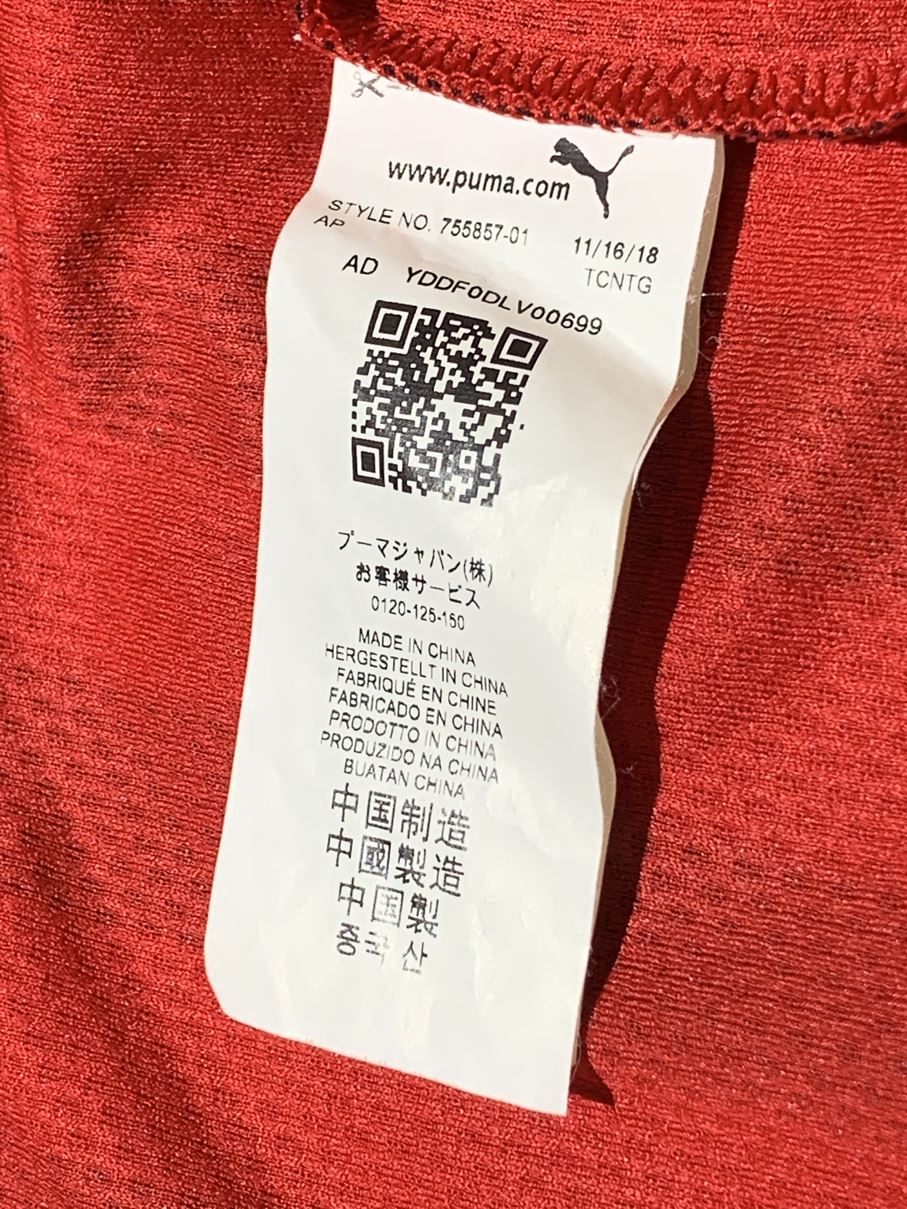 www.puma.com
STYLE NO. 755857-01 11/16/18
AP TCNTG
AD YDDF0DLV00699
プーマジャパン(株)
お客様サービス
0120-125-150
MADE IN CHINA
HERGESTELLT IN CHINA
FABRIQUÉ EN CHINE
FABRICADO EN CHINA
PRODOTTO IN CHINA
PRODUZIDO NA CHINA
BUATAN CHINA
中国制造
中國製造
中国製
중국산